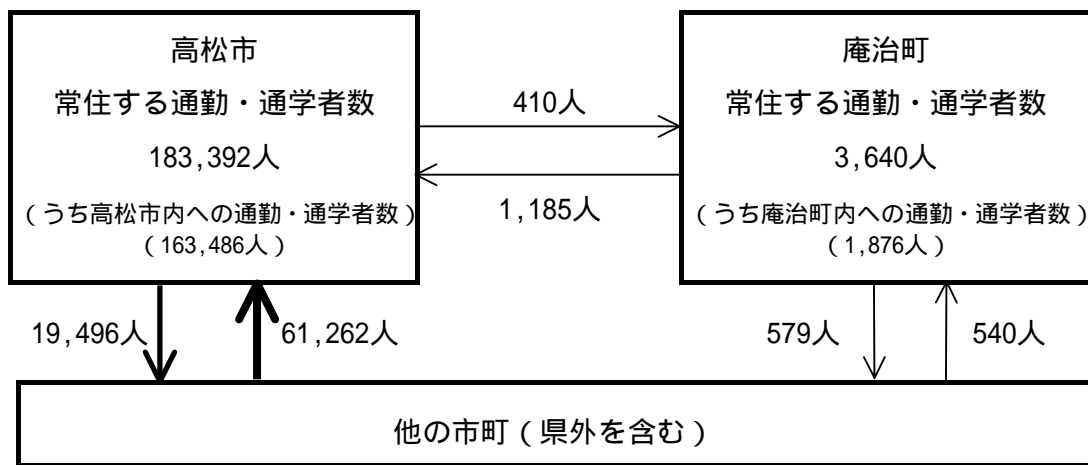 高松市
常住する通勤・通学者数
183,392人
（うち高松市内への通勤・通学者数）
（163,486人）
410人
1,185人
庵治町
常住する通勤・通学者数
3,640人
（うち庵治町内への通勤・通学者数）
（1,876人）
19,496人
61,262人
579人
540人
他の市町（県外を含む）